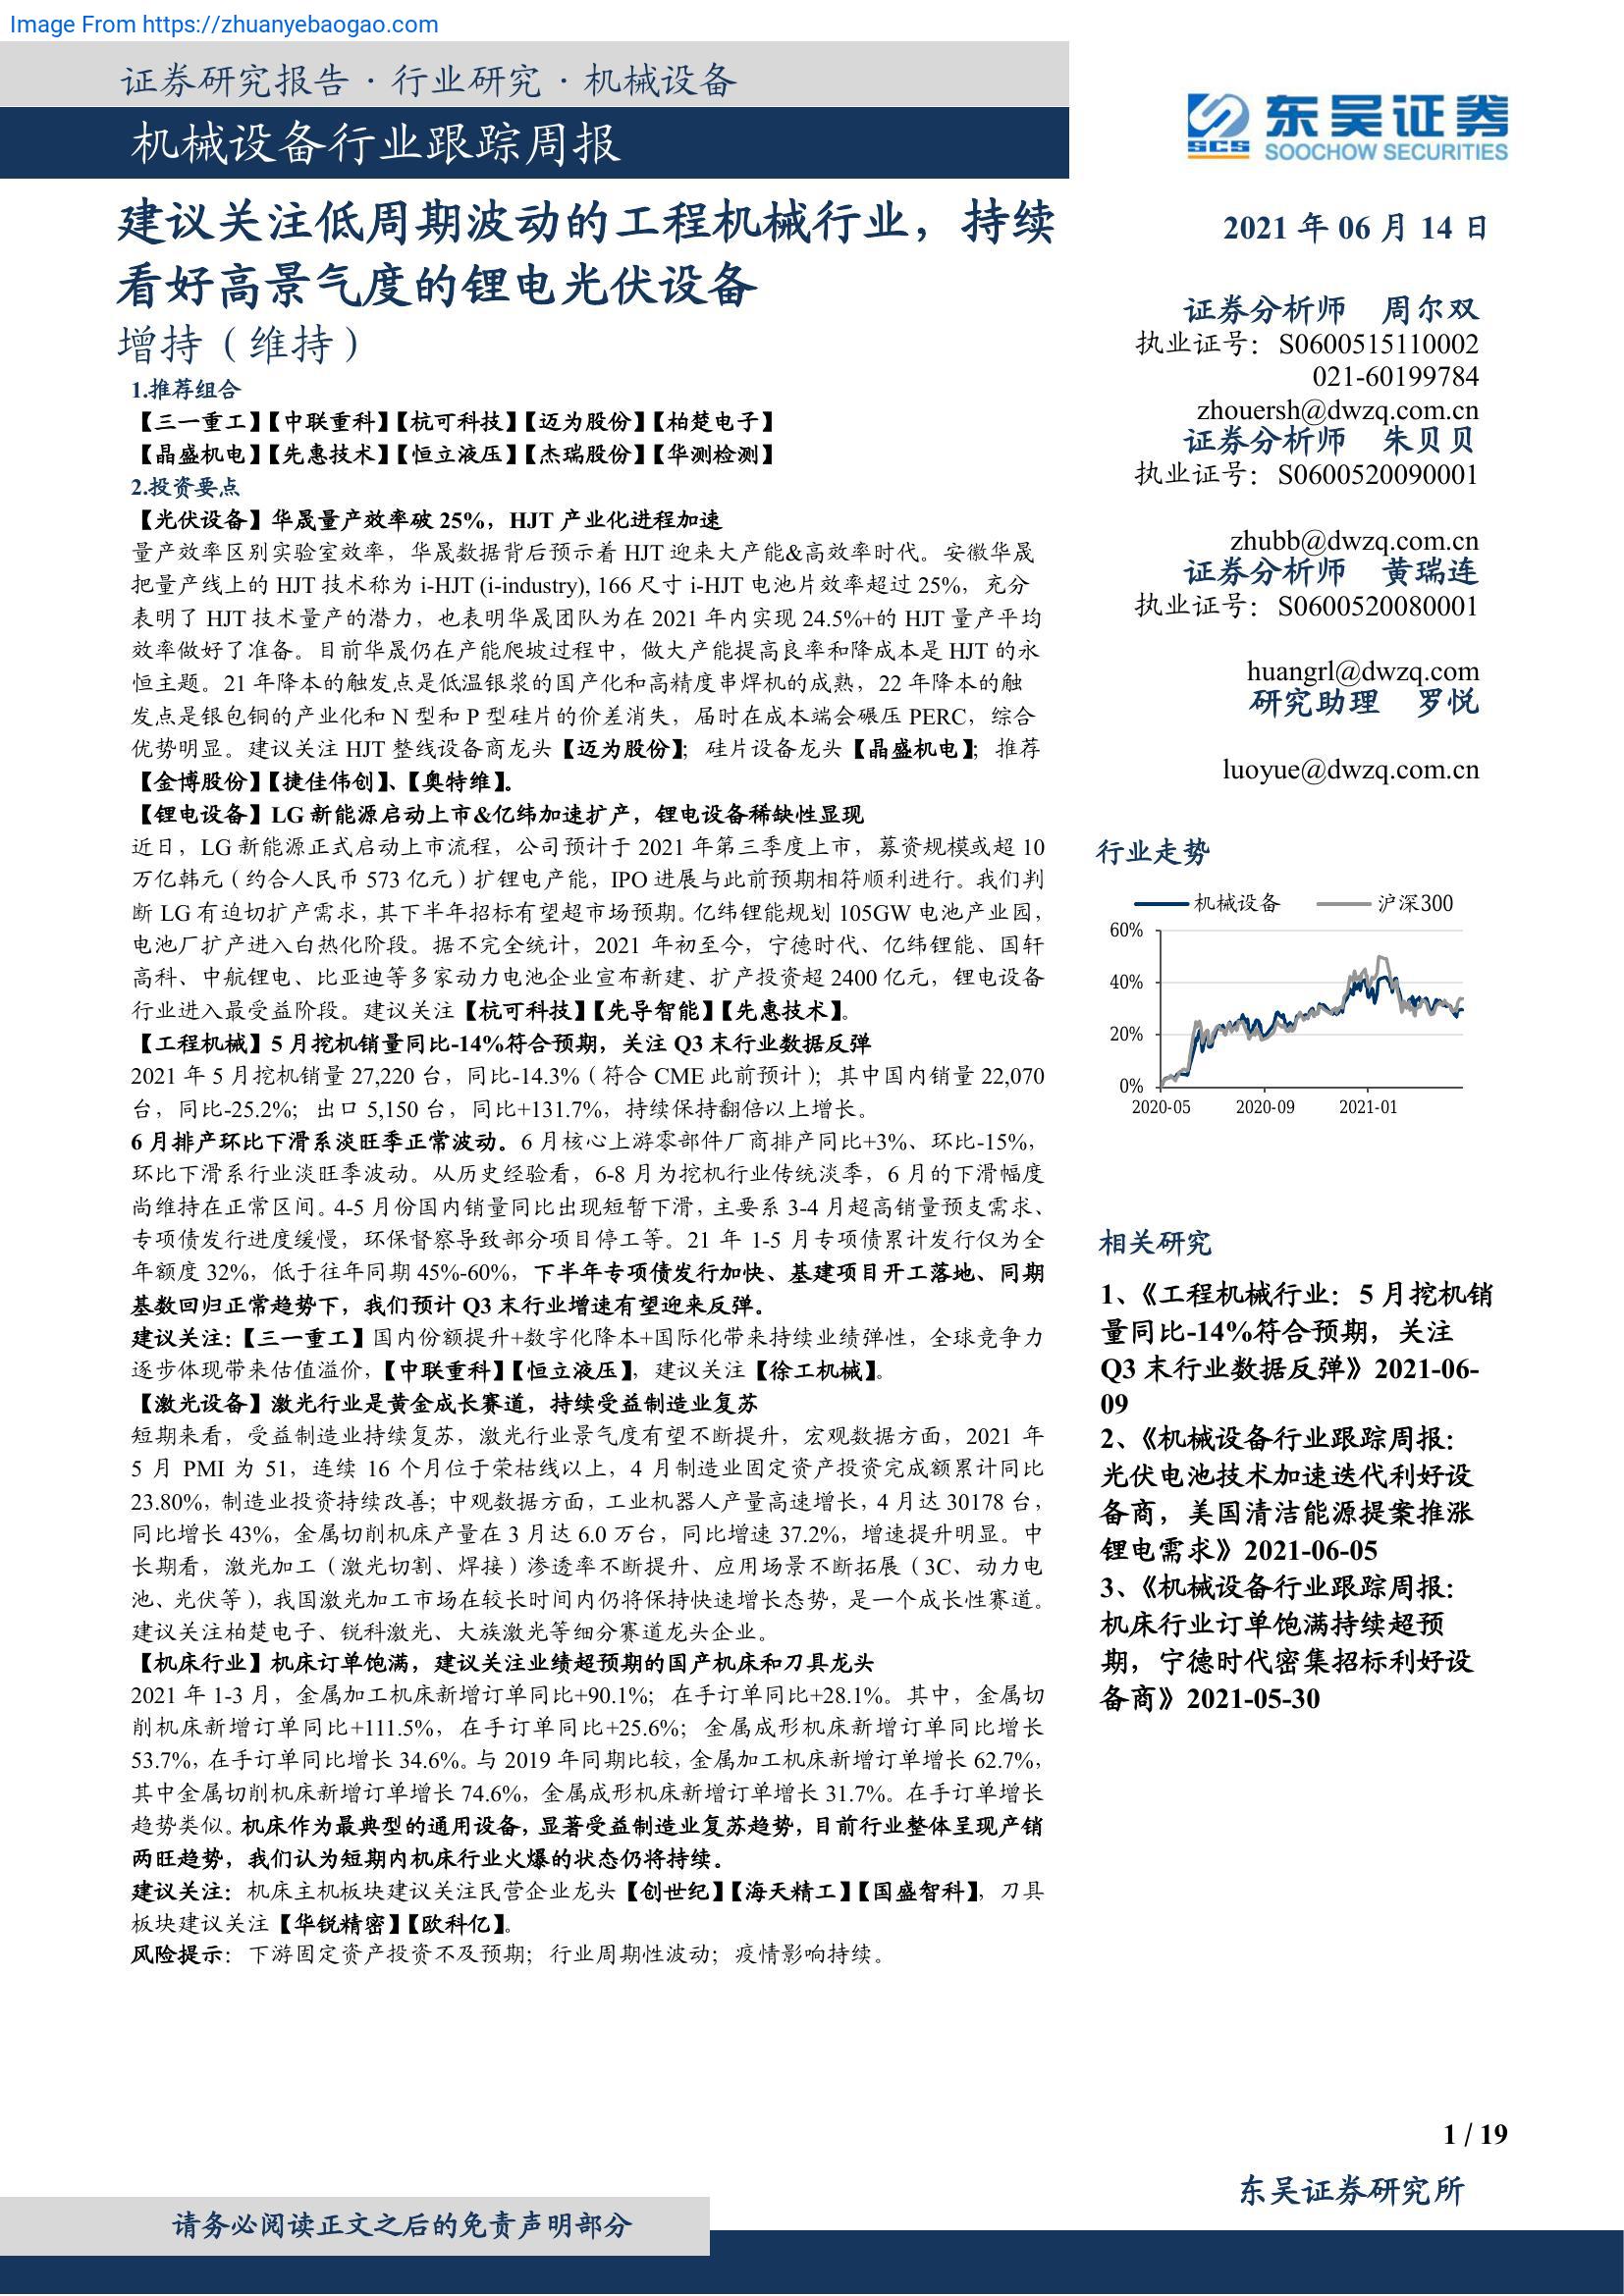 Image From https://zhuanyebaogao.com
证券研究报告 · 行业研究 · 机械设备
机械设备行业跟踪周报
东吴证券
SCS SOOCHOW SECURITIES
建议关注低周期波动的工程机械行业，持续
看好高景气度的锂电光伏设备
增持（维持）
1.推荐组合
【三一重工】【中联重科】【杭可科技】【迈为股份】【柏楚电子】
【晶盛机电】【先惠技术】【恒立液压】【杰瑞股份】【华测检测】
2.投资要点
【光伏设备】华晟量产效率破 25%，HJT 产业化进程加速
量产效率区别实验室效率，华晟数据背后预示着 HJT 迎来大产能&高效率时代。安徽华晟
把量产线上的 HJT 技术称为 i-HJT (i-industry), 166 尺寸 i-HJT 电池片效率超过 25%，充分
表明了 HJT 技术量产的潜力，也表明华晟团队为在 2021 年内实现 24.5%+的 HJT 量产平均
效率做好了准备。目前华晟仍在产能爬坡过程中，做大产能提高良率和降成本是 HJT 的永
恒主题。21 年降本的触发点是低温银浆的国产化和高精度串焊机的成熟，22 年降本的触
发点是银包铜的产业化和 N 型和 P 型硅片的价差消失，届时在成本端会碾压 PERC，综合
优势明显。建议关注 HJT 整线设备商龙头【迈为股份】；硅片设备龙头【晶盛机电】；推荐
【金博股份】【捷佳伟创】、【奥特维】。
【锂电设备】LG 新能源启动上市&亿纬加速扩产，锂电设备稀缺性显现
近日，LG 新能源正式启动上市流程，公司预计于 2021 年第三季度上市，募资规模或超 10
万亿韩元（约合人民币 573 亿元）扩锂电产能，IPO 进展与此前预期相符顺利进行。我们判
断 LG 有迫切扩产需求，其下半年招标有望超市场预期。亿纬锂能规划 105GW 电池产业园，
电池厂扩产进入白热化阶段。据不完全统计，2021 年初至今，宁德时代、亿纬锂能、国轩
高科、中航锂电、比亚迪等多家动力电池企业宣布新建、扩产投资超 2400 亿元，锂电设备
行业进入最受益阶段。建议关注【杭可科技】【先导智能】【先惠技术】。
【工程机械】5 月挖机销量同比-14%符合预期，关注 Q3 末行业数据反弹
2021 年 5 月挖机销量 27,220 台，同比-14.3%（符合 CME 此前预计）；其中国内销量 22,070
台，同比-25.2%；出口 5,150 台，同比+131.7%，持续保持翻倍以上增长。
6 月排产环比下滑系淡旺季正常波动。6 月核心上游零部件厂商排产同比+3%、环比-15%，
环比下滑系行业淡旺季波动。从历史经验看，6-8 月为挖机行业传统淡季，6 月的下滑幅度
尚维持在正常区间。4-5 月份国内销量同比出现短暂下滑，主要系 3-4 月超高销量预支需求、
专项债发行进度缓慢，环保督察导致部分项目停工等。21 年 1-5 月专项债累计发行仅为全
年额度 32%，低于往年同期 45%-60%，下半年专项债发行加快、基建项目开工落地、同期
基数回归正常趋势下，我们预计 Q3 末行业增速有望迎来反弹。
建议关注：【三一重工】国内份额提升+数字化降本+国际化带来持续业绩弹性，全球竞争力
逐步体现带来估值溢价，【中联重科】【恒立液压】，建议关注【徐工机械】。
【激光设备】激光行业是黄金成长赛道，持续受益制造业复苏
短期来看，受益制造业持续复苏，激光行业景气度有望不断提升，宏观数据方面，2021 年
5 月 PMI 为 51，连续 16 个月位于荣枯线以上，4 月制造业固定资产投资完成额累计同比
23.80%，制造业投资持续改善；中观数据方面，工业机器人产量高速增长，4 月达 30178 台，
同比增长 43%，金属切削机床产量在 3 月达 6.0 万台，同比增速 37.2%，增速提升明显。中
长期看，激光加工（激光切割、焊接）渗透率不断提升、应用场景不断拓展（3C、动力电
池、光伏等），我国激光加工市场在较长时间内仍将保持快速增长态势，是一个成长性赛道。
建议关注柏楚电子、锐科激光、大族激光等细分赛道龙头企业。
【机床行业】机床订单饱满，建议关注业绩超预期的国产机床和刀具龙头
2021 年 1-3 月，金属加工机床新增订单同比+90.1%；在手订单同比+28.1%。其中，金属切
削机床新增订单同比+111.5%，在手订单同比+25.6%；金属成形机床新增订单同比增长
53.7%，在手订单同比增长 34.6%。与 2019 年同期比较，金属加工机床新增订单增长 62.7%，
其中金属切削机床新增订单增长 74.6%，金属成形机床新增订单增长 31.7%。在手订单增长
趋势类似。机床作为最典型的通用设备，显著受益制造业复苏趋势，目前行业整体呈现产销
两旺趋势，我们认为短期内机床行业火爆的状态仍将持续。
建议关注：机床主机板块建议关注民营企业龙头【创世纪】【海天精工】【国盛智科】，刀具
板块建议关注【华锐精密】【欧科亿】。
风险提示：下游固定资产投资不及预期；行业周期性波动；疫情影响持续。
2021 年 06 月 14 日
证券分析师 周尔双
执业证号：S0600515110002
021-60199784
zhouersh@dwzq.com.cn
证券分析师 朱贝贝
执业证号：S0600520090001
zhubb@dwzq.com.cn
证券分析师 黄瑞连
执业证号：S0600520080001
huangrl@dwzq.com
研究助理 罗悦
luoyue@dwzq.com.cn
行业走势
机械设备 沪深300
60%
40%
20%
0%
2020-05 2020-09 2021-01
相关研究
1、《工程机械行业：5 月挖机销
量同比-14%符合预期，关注
Q3 末行业数据反弹》2021-06-
09
2、《机械设备行业跟踪周报：
光伏电池技术加速迭代利好设
备商，美国清洁能源提案推涨
锂电需求》2021-06-05
3、《机械设备行业跟踪周报：
机床行业订单饱满持续超预
期，宁德时代密集招标利好设
备商》2021-05-30
1 / 19
东吴证券研究所
请务必阅读正文之后的免责声明部分